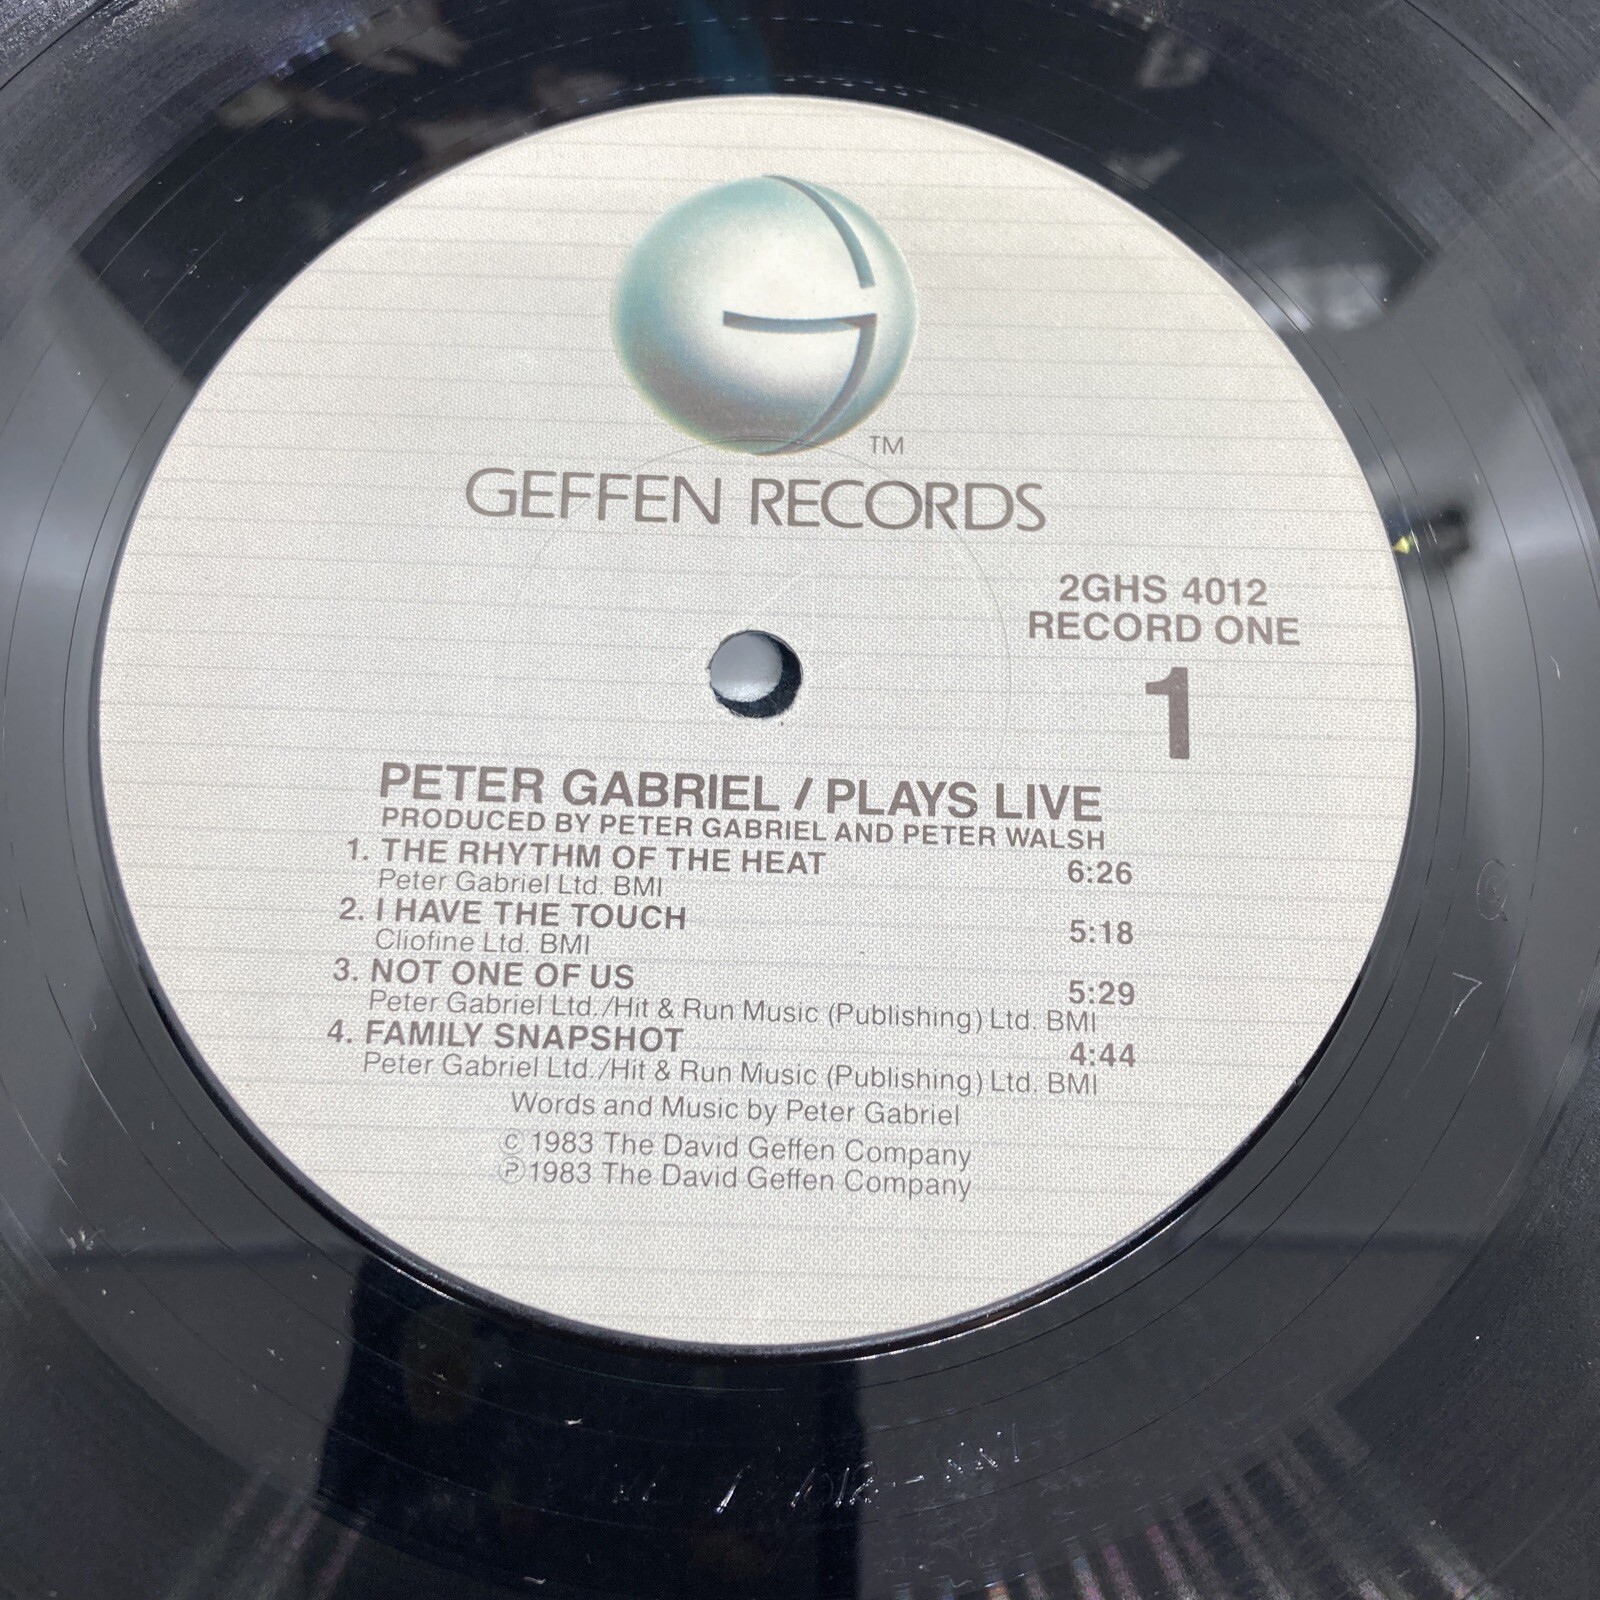 TM
GEFFEN RECORDS
2GHS 4012
RECORD ONE
1
PETER GABRIEL / PLAYS LIVE
PRODUCED BY PETER GABRIEL AND PETER WALSH
1. THE RHYTHM OF THE HEAT 6:26
Peter Gabriel Ltd. BMI
2. I HAVE THE TOUCH 5:18
Cliofine Ltd. BMI
3. NOT ONE OF US 5:29
Peter Gabriel Ltd./Hit & Run Music (Publishing) Ltd. BMI
4. FAMILY SNAPSHOT 4:44
Peter Gabriel Ltd./Hit & Run Music (Publishing) Ltd. BMI
Words and Music by Peter Gabriel
© 1983 The David Geffen Company
℗ 1983 The David Geffen Company